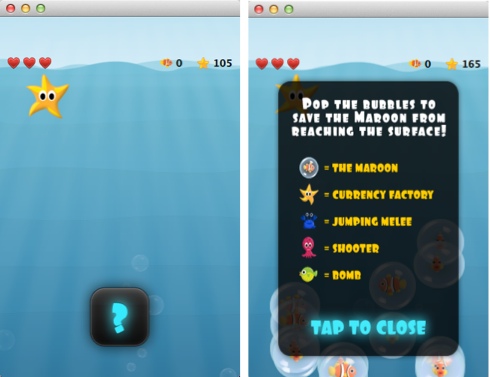 0
105
?
0
165
POP THE BUBBLES TO
SAVE THE MAROON FROM
REACHING THE SURFACE!
= THE MAROON
= CURRENCY FACTORY
= JUMPING MELEE
= SHOOTER
= BOMB
TAP TO CLOSE